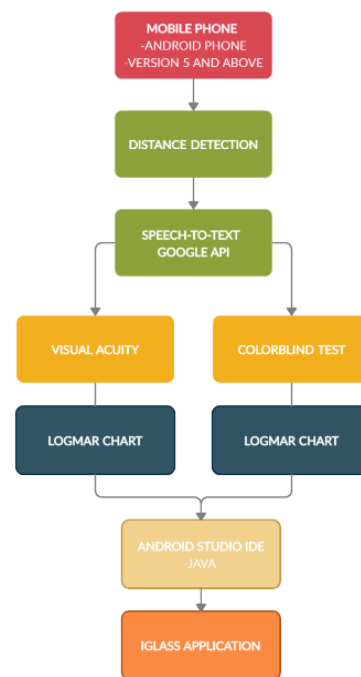 MOBILE PHONE
-ANDROID PHONE
-VERSION 5 AND ABOVE
DISTANCE DETECTION
SPEECH-TO-TEXT
GOOGLE API
VISUAL ACUITY
COLORBLIND TEST
LOGMAR CHART
LOGMAR CHART
ANDROID STUDIO IDE
-JAVA
IGLASS APPLICATION